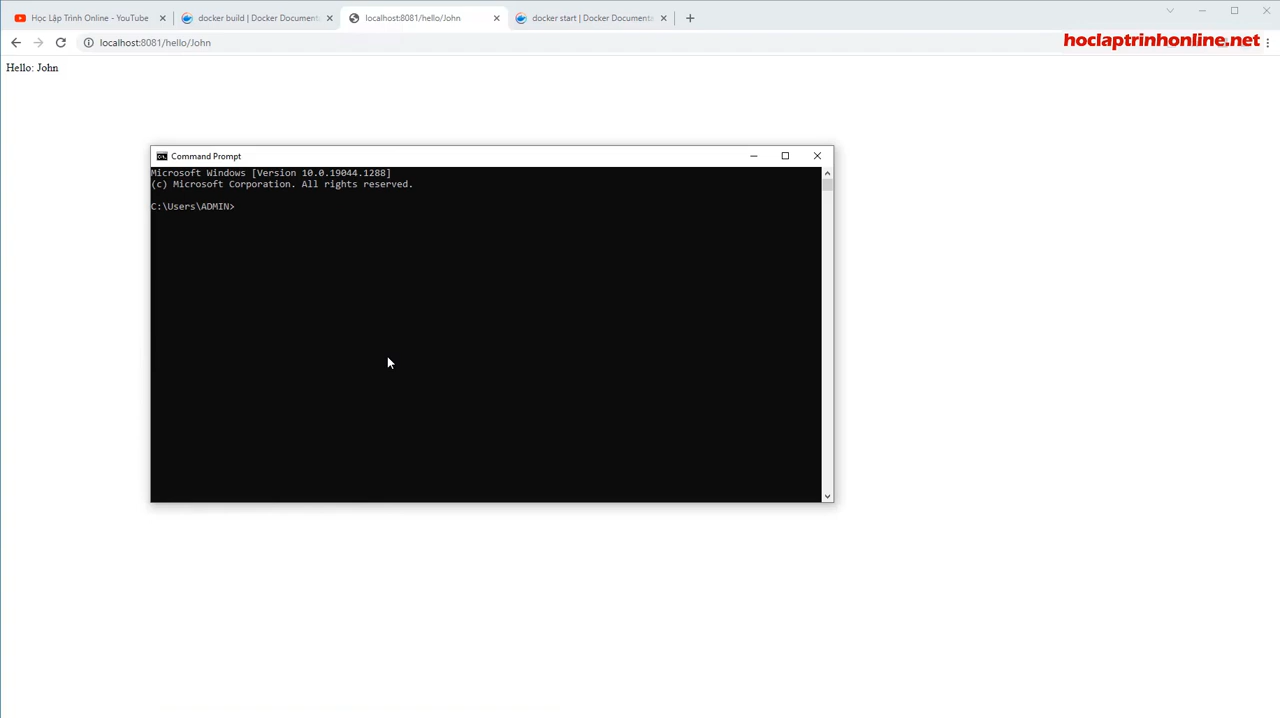 Học Lập Trình Online - YouTube
docker build | Docker Documenta
localhost:8081/hello/John
docker start | Docker Documenta
localhost:8081/hello/John
hoclaptrinhonline.net
Hello: John
Command Prompt
Microsoft Windows [Version 10.0.19044.1288]
(c) Microsoft Corporation. All rights reserved.
C:\Users\ADMIN>